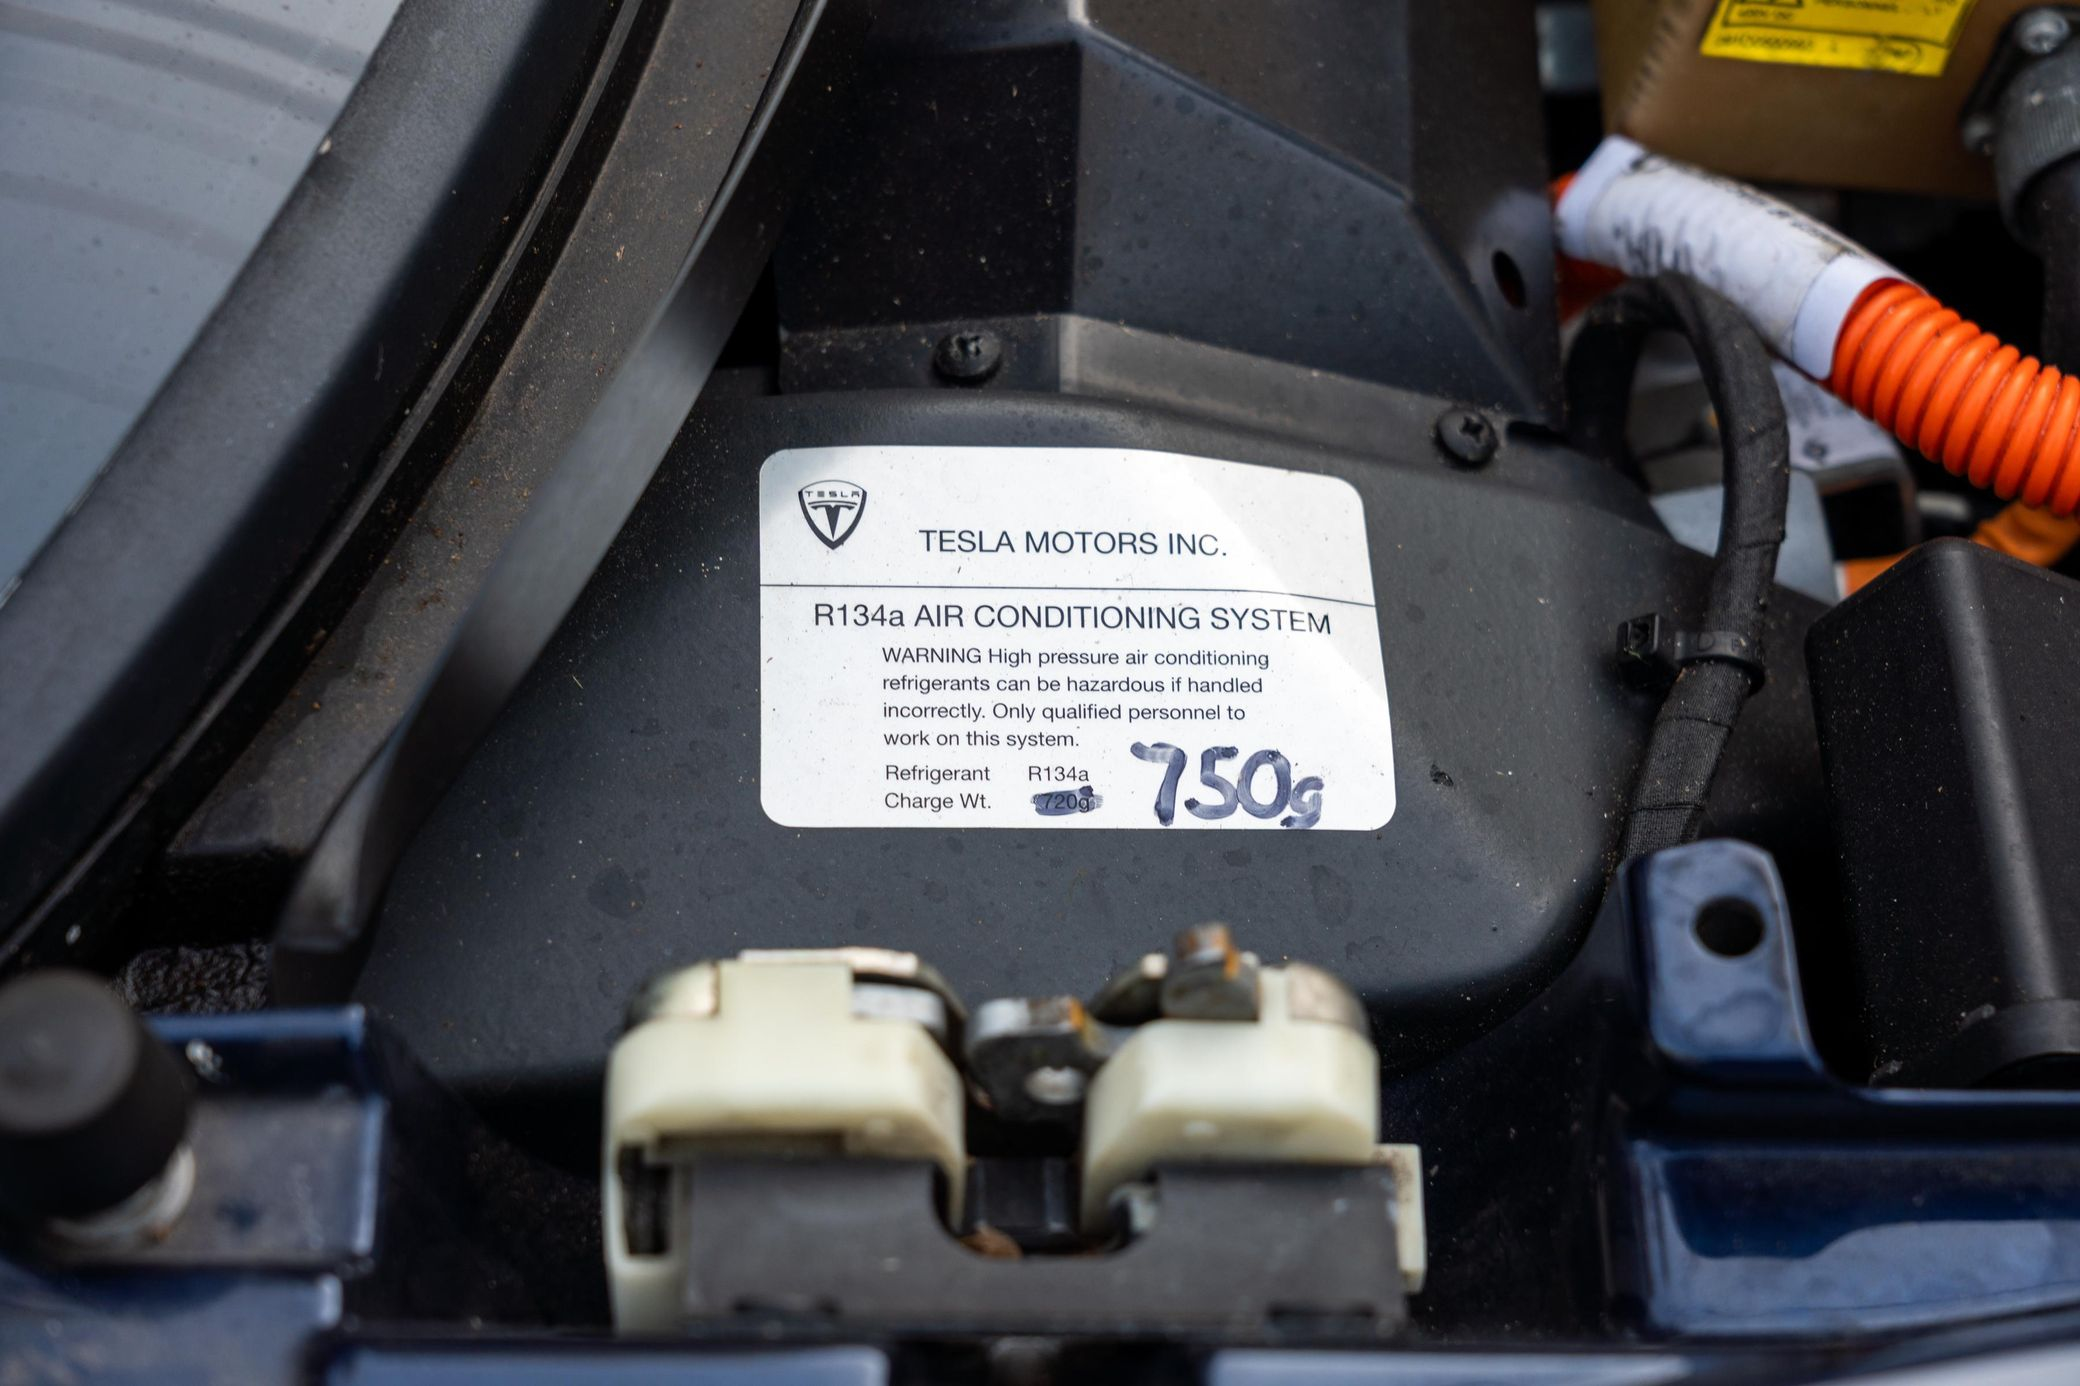 TESLA
TESLA MOTORS INC.
R134a AIR CONDITIONING SYSTEM
WARNING High pressure air conditioning
refrigerants can be hazardous if handled
incorrectly. Only qualified personnel to
work on this system.
Refrigerant R134a
Charge Wt. 720g 750g